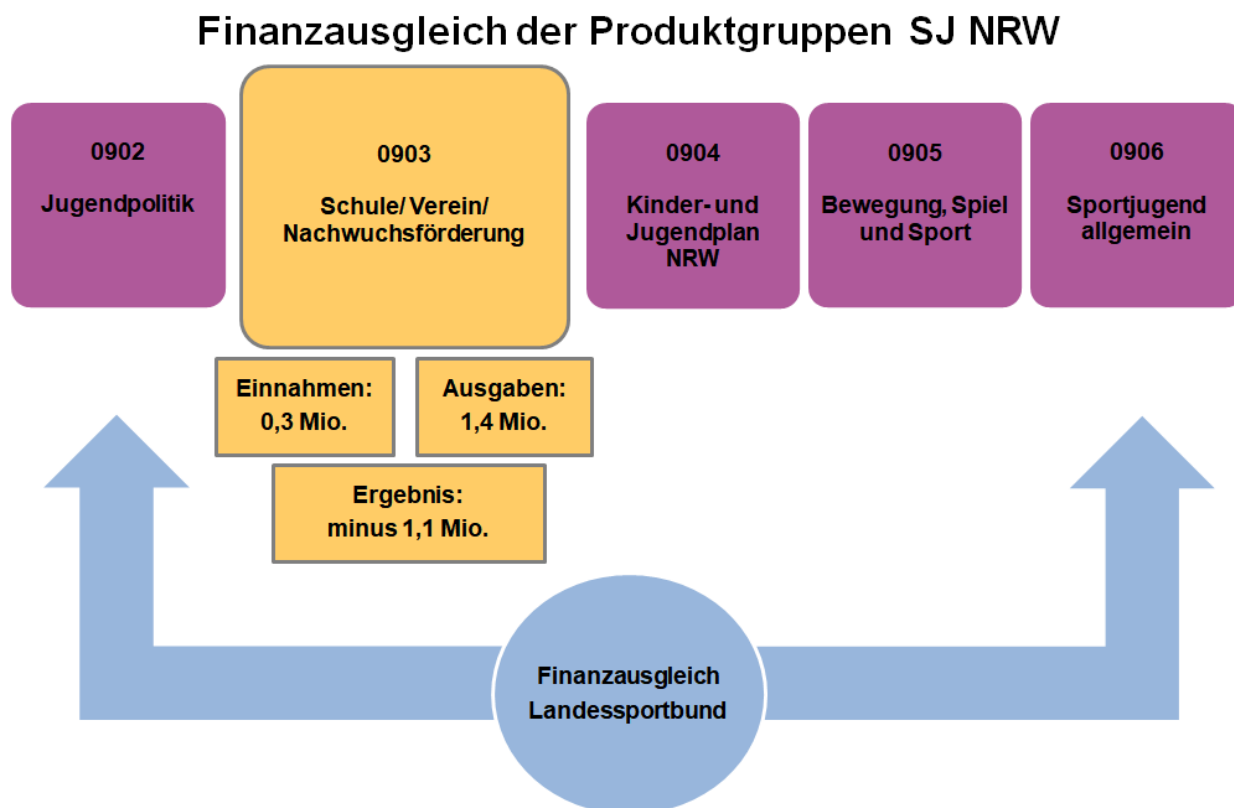 Finanzausgleich der Produktgruppen SJ NRW
0902
Jugendpolitik
0903
Schule/ Verein/
Nachwuchsförderung
0904
Kinder- und
Jugendplan
NRW
0905
Bewegung, Spiel
und Sport
0906
Sportjugend
allgemein
Einnahmen:
0,3 Mio.
Ausgaben:
1,4 Mio.
Ergebnis:
minus 1,1 Mio.
Finanzausgleich
Landessportbund